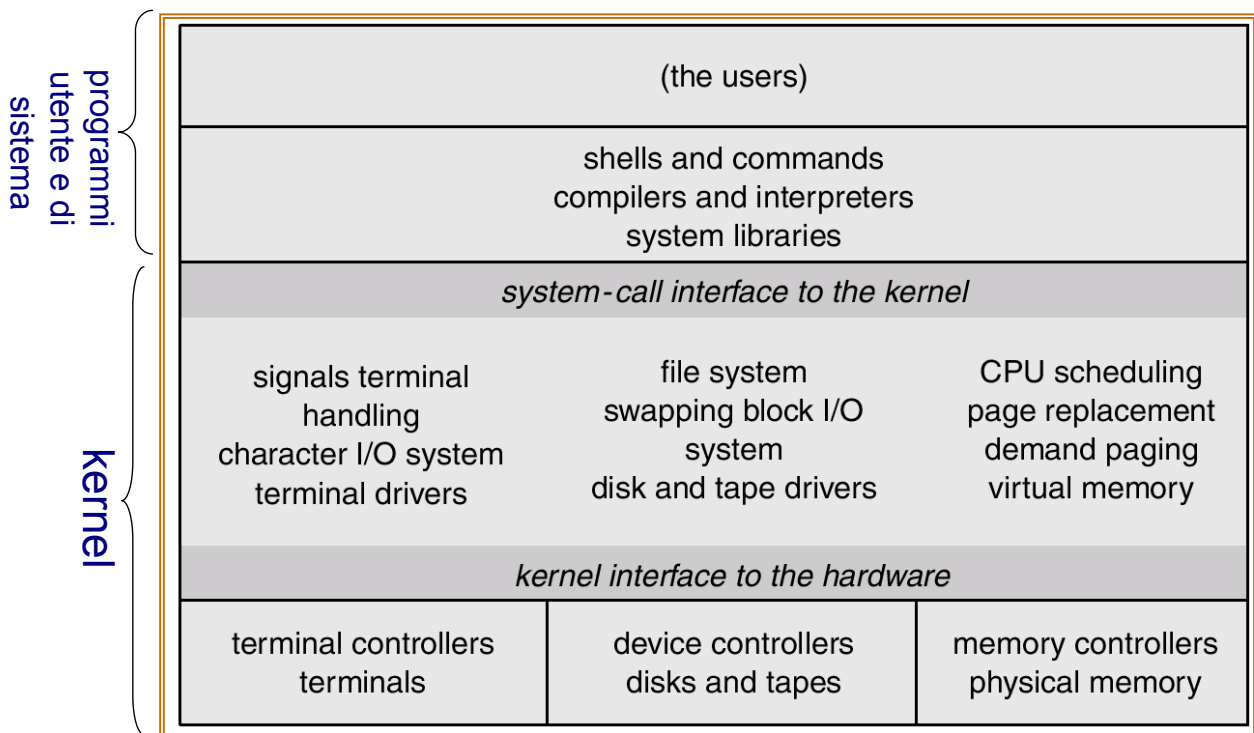 programmi
utente e di
sistema
(the users)
shells and commands
compilers and interpreters
system libraries
kernel
system-call interface to the kernel
signals terminal
handling
character I/O system
terminal drivers
file system
swapping block I/O
system
disk and tape drivers
CPU scheduling
page replacement
demand paging
virtual memory
kernel interface to the hardware
terminal controllers
terminals
device controllers
disks and tapes
memory controllers
physical memory